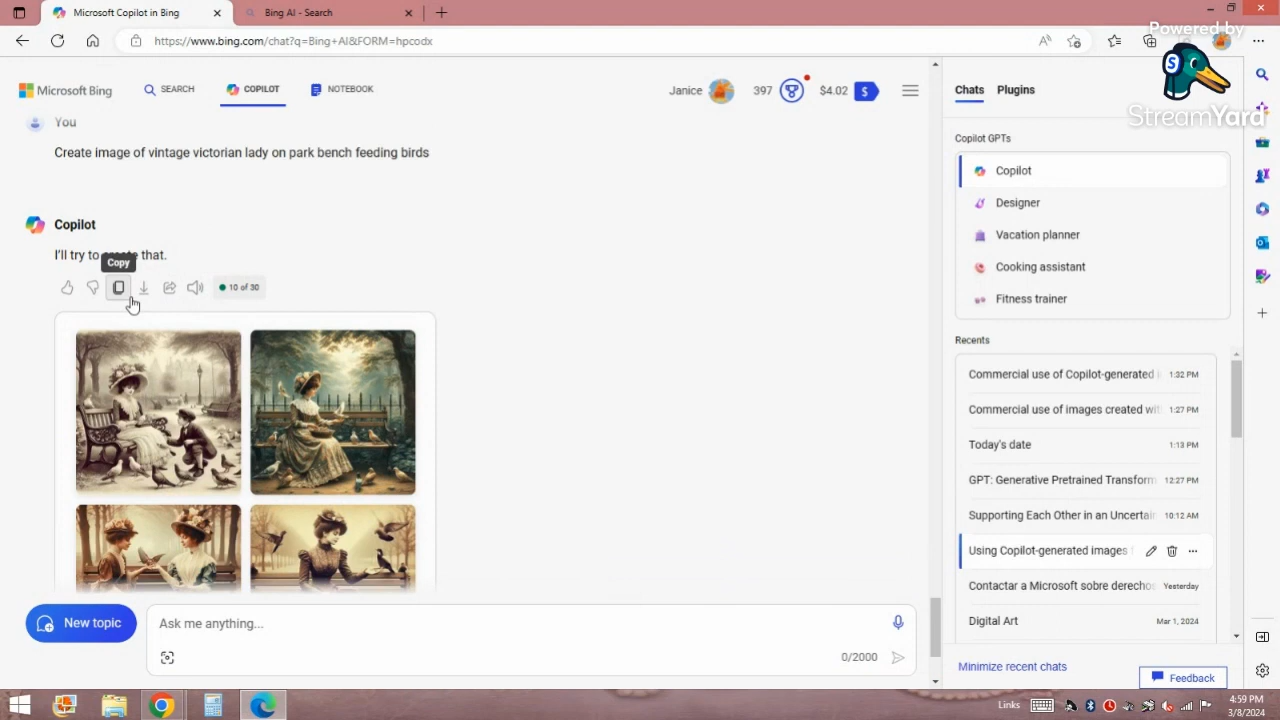 Microsoft Copilot in Bing
Bing AI - Search
https://www.bing.com/chat?q=Bing+AI&FORM=hpcodx
Powered by
StreamYard
Microsoft Bing
SEARCH
COPILOT
NOTEBOOK
Janice
397
$4.02
$
You
Create image of vintage victorian lady on park bench feeding birds
Copilot
I'll try to create that.
Copy
10 of 30
New topic
Ask me anything...
0/2000
Chats
Plugins
Copilot GPTs
Copilot
Designer
Vacation planner
Cooking assistant
Fitness trainer
Recents
Commercial use of Copilot-generated 1:32 PM
Commercial use of images created wit 1:27 PM
Today's date 1:13 PM
GPT: Generative Pretrained Transform 12:27 PM
Supporting Each Other in an Uncertain 10:12 AM
Using Copilot-generated images
Contactar a Microsoft sobre derechos Yesterday
Digital Art Mar 1, 2024
Minimize recent chats
Feedback
Links
4:59 PM
3/8/2024